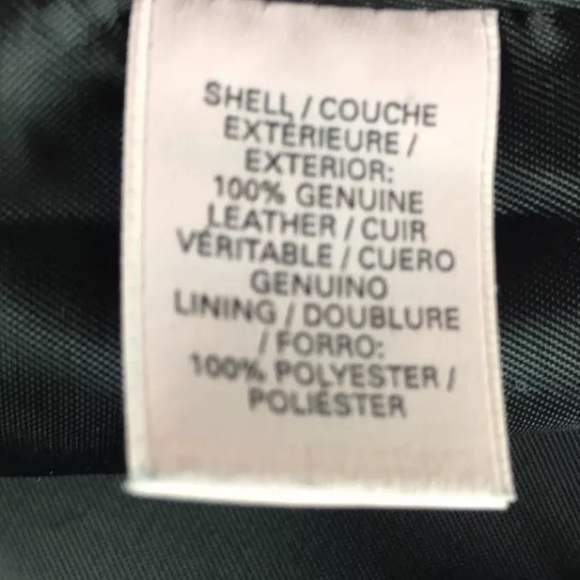 SHELL / COUCHE
EXTÉRIEURE /
EXTERIOR:
100% GENUINE
LEATHER / CUIR
VÉRITABLE / CUERO
GENUINO
LINING / DOUBLURE
/ FORRO:
100% POLYESTER /
POLIÉSTER